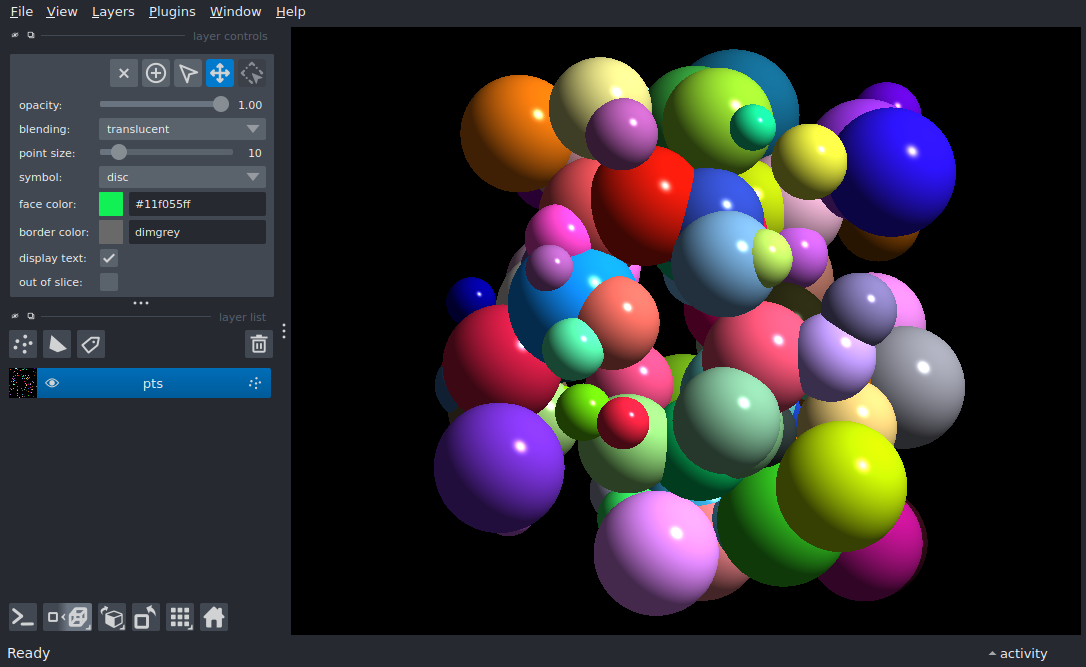 File View Layers Plugins Window Help
layer controls
opacity: 1.00
blending: translucent
point size: 10
symbol: disc
face color: #11f055ff
border color: dimgrey
display text:
out of slice:
layer list
pts
Ready activity